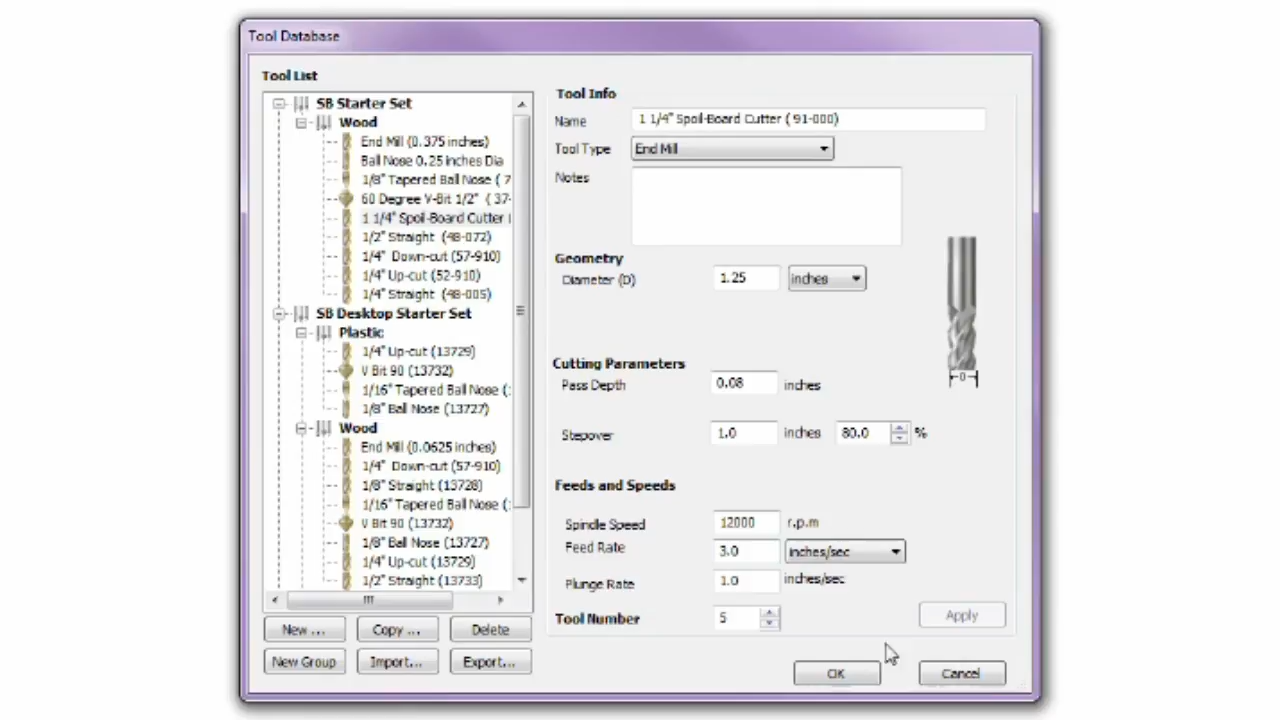 Tool Database
Tool List
SB Starter Set
Wood
End Mill (0.375 inches)
Ball Nose 0.25 inches Dia
1/8" Tapered Ball Nose ( 7
60 Degree V-Bit 1/2" ( 37-
1 1/4" Spoil-Board Cutter (
1/2" Straight (48-072)
1/4" Down-cut (57-910)
1/4" Up-cut (52-910)
1/4" Straight (48-005)
SB Desktop Starter Set
Plastic
1/4" Up-cut (13729)
V Bit 90 (13732)
1/16" Tapered Ball Nose (:
1/8" Ball Nose (13727)
Wood
End Mill (0.0625 inches)
1/4" Down-cut (57-910)
1/8" Straight (13728)
1/16" Tapered Ball Nose (:
V Bit 90 (13732)
1/8" Ball Nose (13727)
1/4" Up-cut (13729)
1/2" Straight (13733)
New ... Copy ... Delete
New Group Import... Export...
Tool Info
Name 1 1/4" Spoil-Board Cutter ( 91-000)
Tool Type End Mill
Notes
Geometry
Diameter (D) 1.25 inches
D
Cutting Parameters
Pass Depth 0.08 inches
Stepover 1.0 inches 80.0 %
Feeds and Speeds
Spindle Speed 12000 r.p.m
Feed Rate 3.0 inches/sec
Plunge Rate 1.0 inches/sec
Tool Number 5
Apply
OK Cancel